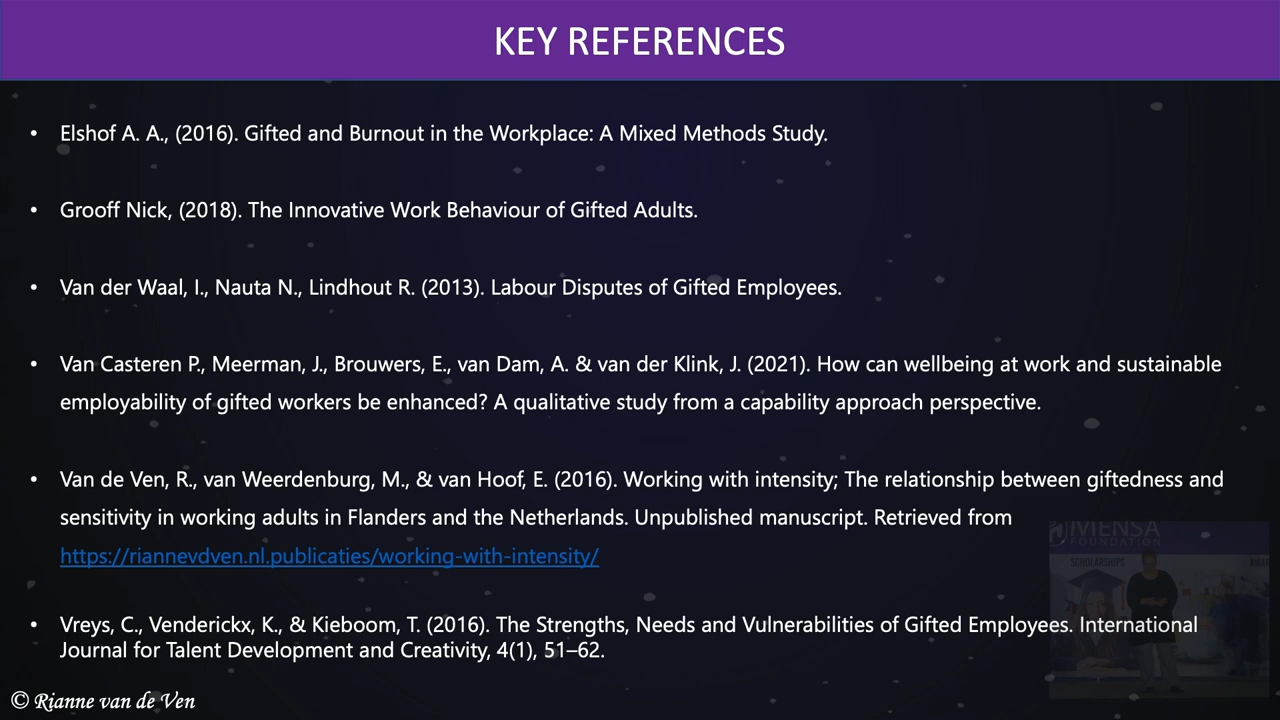 KEY REFERENCES
• Elshof A. A., (2016). Gifted and Burnout in the Workplace: A Mixed Methods Study.
• Grooff Nick, (2018). The Innovative Work Behaviour of Gifted Adults.
• Van der Waal, I., Nauta N., Lindhout R. (2013). Labour Disputes of Gifted Employees.
• Van Casteren P., Meerman, J., Brouwers, E., van Dam, A. & van der Klink, J. (2021). How can wellbeing at work and sustainable
employability of gifted workers be enhanced? A qualitative study from a capability approach perspective.
• Van de Ven, R., van Weerdenburg, M., & van Hoof, E. (2016). Working with intensity; The relationship between giftedness and
sensitivity in working adults in Flanders and the Netherlands. Unpublished manuscript. Retrieved from
https://riannevdven.nl.publicaties/working-with-intensity/
MENSA
FOUNDATION
SCHOLARSHIPS
• Vreys, C., Venderickx, K., & Kieboom, T. (2016). The Strengths, Needs and Vulnerabilities of Gifted Employees. International
Journal for Talent Development and Creativity, 4(1), 51–62.
© Rianne van de Ven